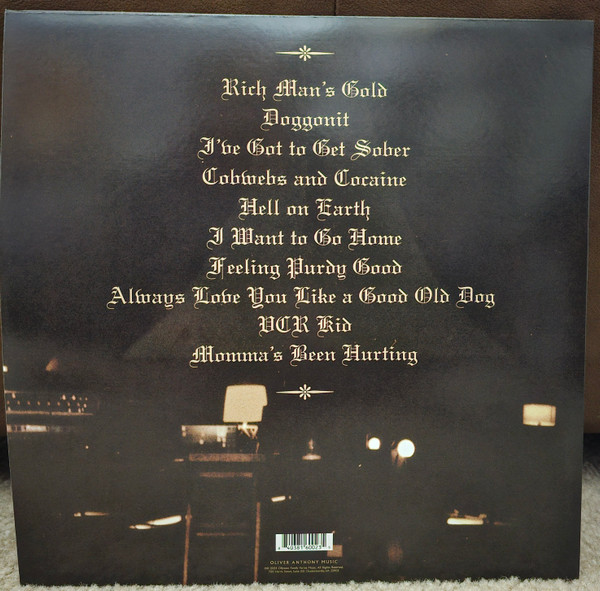 Rich Man's Gold
Doggonit
I've Got to Get Sober
Cobwebs and Cocaine
Hell on Earth
I Want to Go Home
Feeling Purdy Good
Always Love You Like a Good Old Dog
VCR Kid
Momma's Been Hurting
OLIVER ANTHONY MUSIC